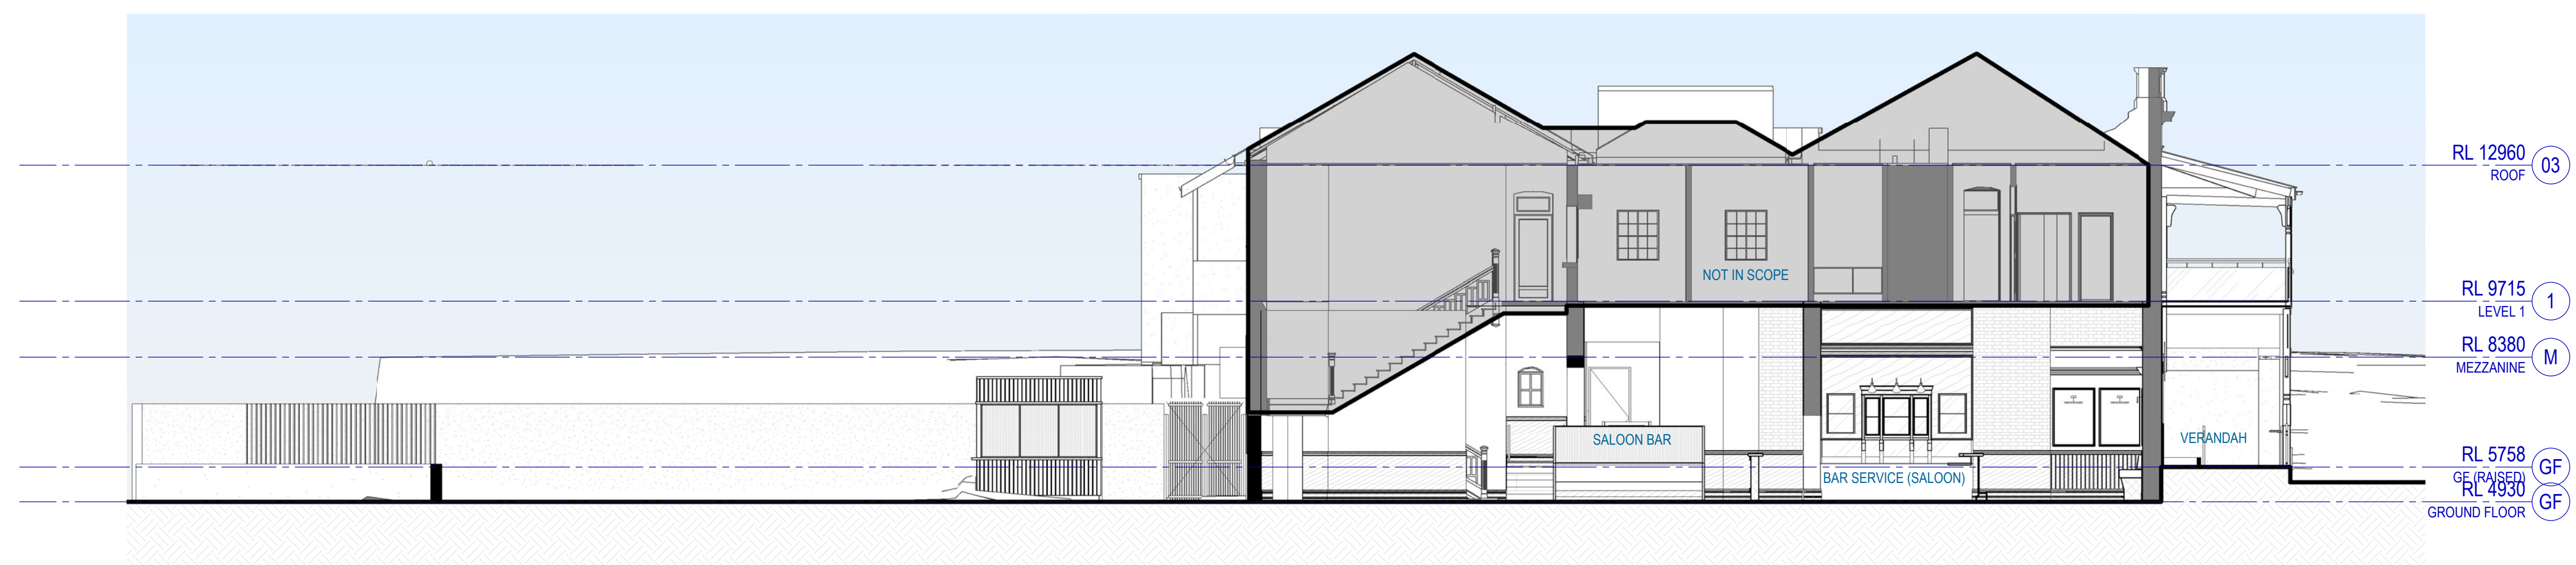 RL 12960
ROOF
03
NOT IN SCOPE
RL 9715
LEVEL 1
1
RL 8380
MEZZANINE
M
SALOON BAR
VERANDAH
BAR SERVICE (SALOON)
RL 5758
GF (RAISED)
GF
RL 4930
GROUND FLOOR
GF